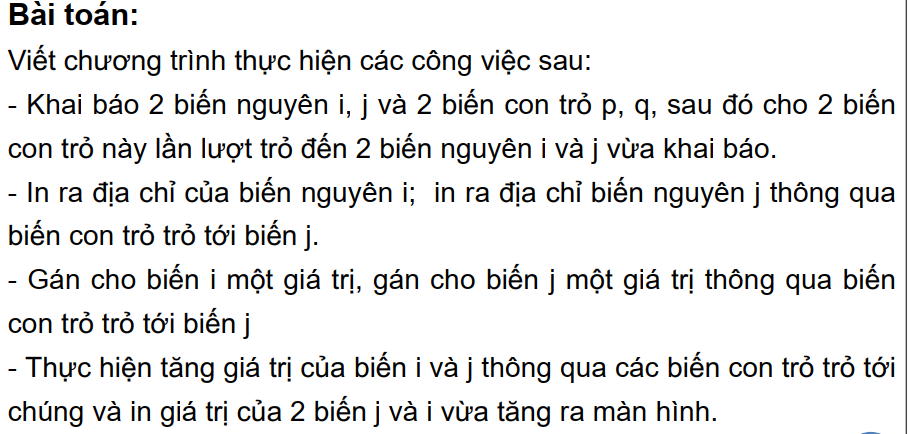 Bài toán:
Viết chương trình thực hiện các công việc sau:
- Khai báo 2 biến nguyên i, j và 2 biến con trỏ p, q, sau đó cho 2 biến
con trỏ này lần lượt trỏ đến 2 biến nguyên i và j vừa khai báo.
- In ra địa chỉ của biến nguyên i;  in ra địa chỉ biến nguyên j thông qua
biến con trỏ trỏ tới biến j.
- Gán cho biến i một giá trị, gán cho biến j một giá trị thông qua biến
con trỏ trỏ tới biến j
- Thực hiện tăng giá trị của biến i và j thông qua các biến con trỏ trỏ tới
chúng và in giá trị của 2 biến j và i vừa tăng ra màn hình.